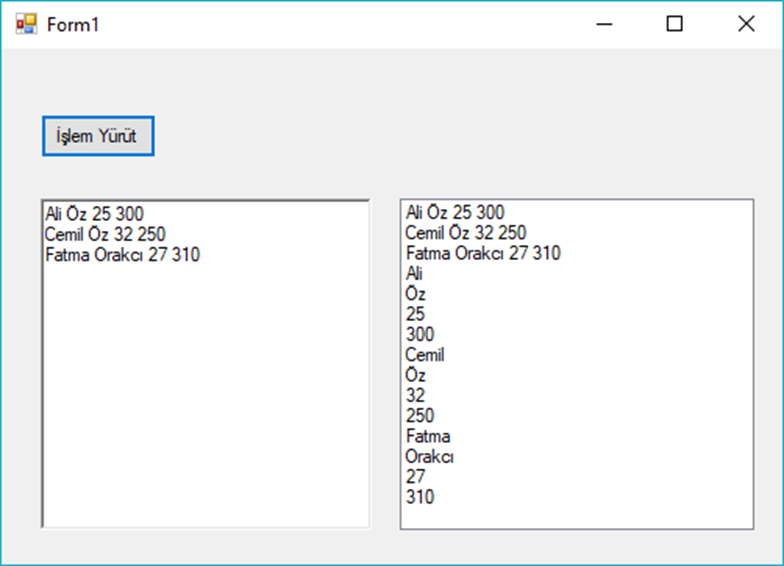 Form1
İşlem Yürüt
Ali Öz 25 300
Cemil Öz 32 250
Fatma Orakcı 27 310
Ali Öz 25 300
Cemil Öz 32 250
Fatma Orakcı 27 310
Ali
Öz
25
300
Cemil
Öz
32
250
Fatma
Orakcı
27
310